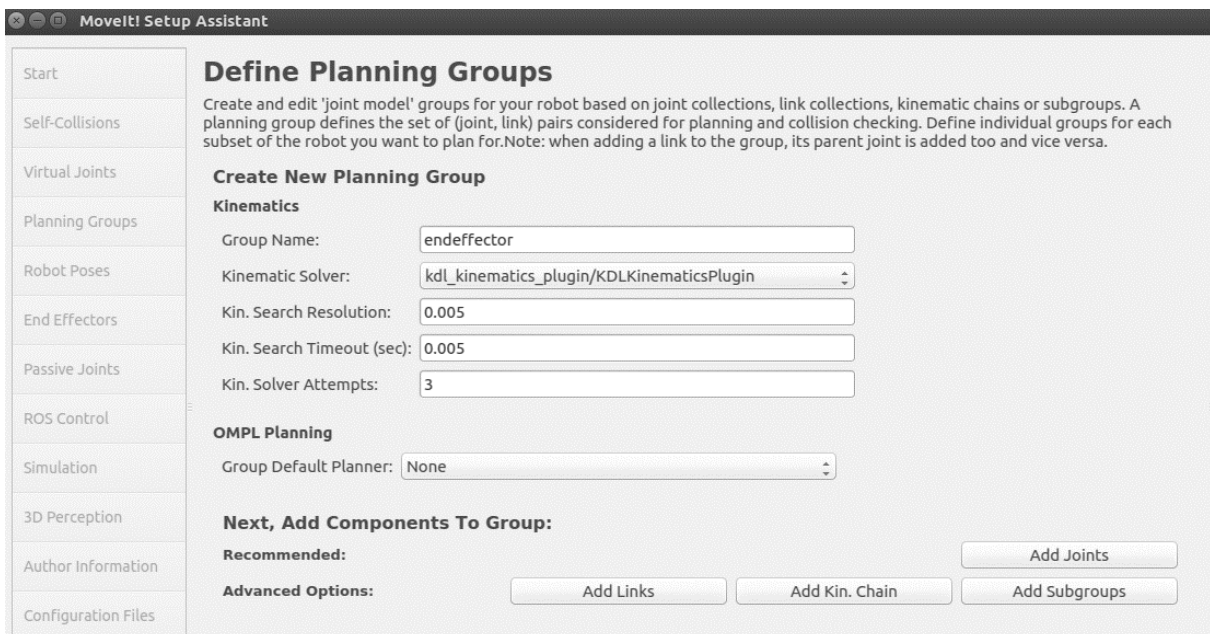 MoveIt! Setup Assistant
Start
Self-Collisions
Virtual Joints
Planning Groups
Robot Poses
End Effectors
Passive Joints
ROS Control
Simulation
3D Perception
Author Information
Configuration Files
Define Planning Groups
Create and edit 'joint model' groups for your robot based on joint collections, link collections, kinematic chains or subgroups. A
planning group defines the set of (joint, link) pairs considered for planning and collision checking. Define individual groups for each
subset of the robot you want to plan for.Note: when adding a link to the group, its parent joint is added too and vice versa.
Create New Planning Group
Kinematics
Group Name: endeffector
Kinematic Solver: kdl_kinematics_plugin/KDLKinematicsPlugin
Kin. Search Resolution: 0.005
Kin. Search Timeout (sec): 0.005
Kin. Solver Attempts: 3
OMPL Planning
Group Default Planner: None
Next, Add Components To Group:
Recommended: Add Joints
Advanced Options: Add Links Add Kin. Chain Add Subgroups